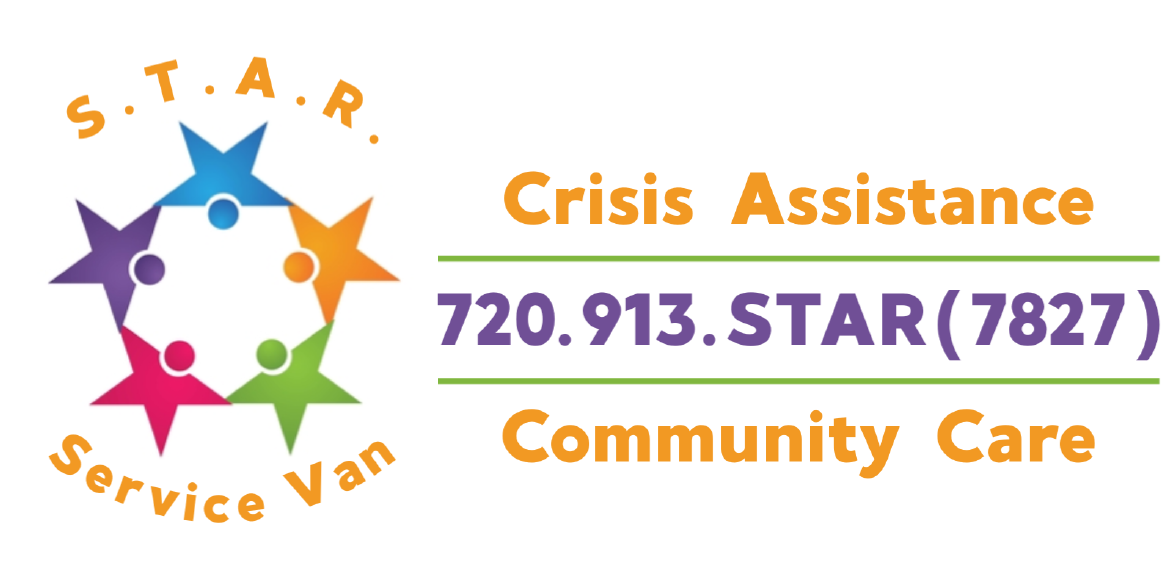 S.T.A.R.
Service Van
Crisis Assistance
720.913.STAR(7827)
Community Care